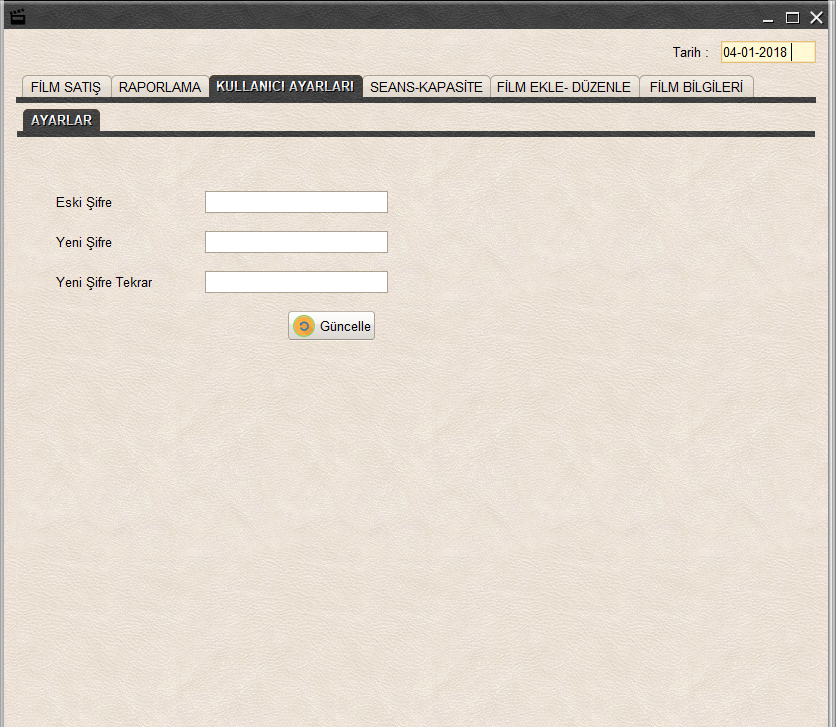 Tarih : 04-01-2018
FİLM SATIŞ RAPORLAMA KULLANICI AYARLARI SEANS-KAPASİTE FİLM EKLE- DÜZENLE FİLM BİLGİLERİ
AYARLAR
Eski Şifre
Yeni Şifre
Yeni Şifre Tekrar
Güncelle